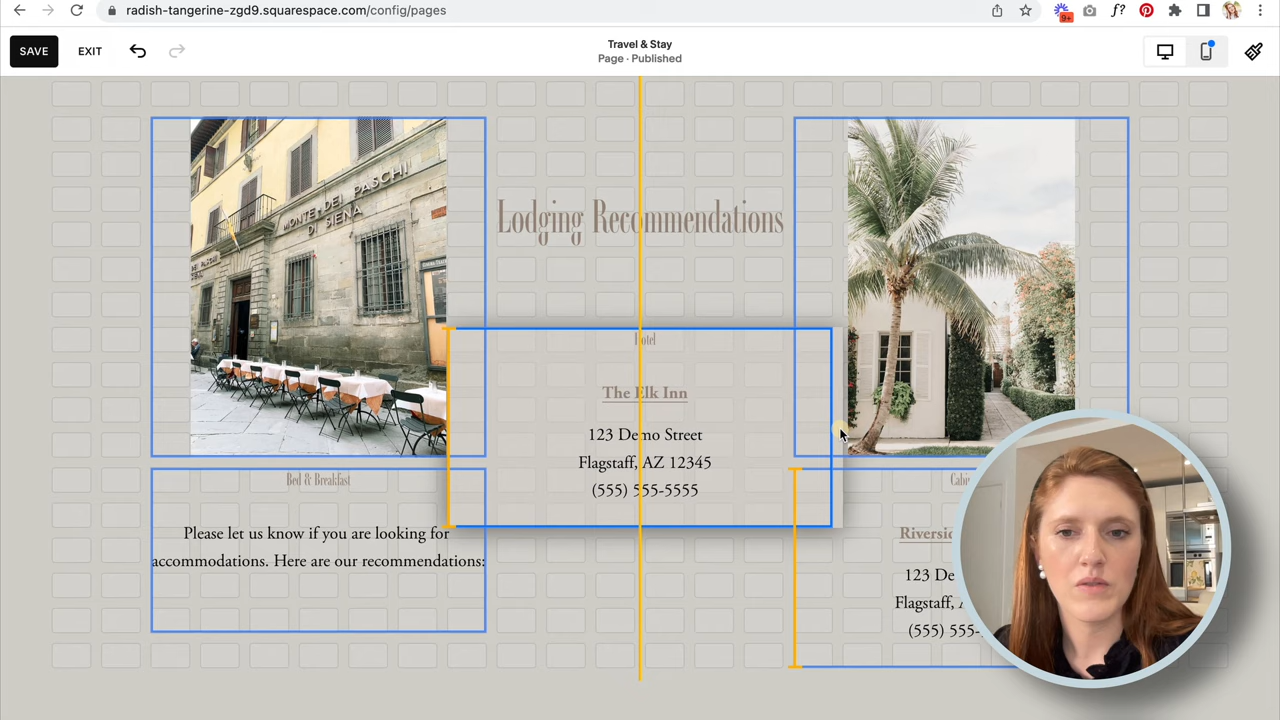 radish-tangerine-zgd9.squarespace.com/config/pages
f?
9+
SAVE
EXIT
Travel & Stay
Page · Published
MONTE DEI PASCHI
DI SIENA
Lodging Recommendations
Hotel
The Elk Inn
123 Demo Street
Flagstaff, AZ 12345
(555) 555-5555
Bed & Breakfast
Please let us know if you are looking for
accommodations. Here are our recommendations:
123 De
Flagstaff,
(555) 555-